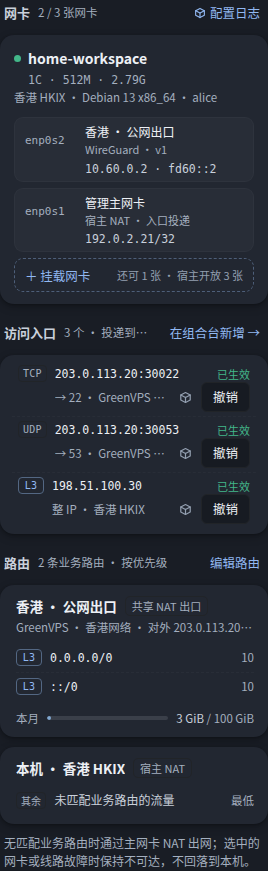 网卡 2 / 3 张网卡 配置日志
home-workspace
1C · 512M · 2.79G
香港 HKIX • Debian 13 x86_64 • alice
enp0s2 香港 • 公网出口
WireGuard • v1
10.60.0.2 · fd60::2
enp0s1 管理主网卡
宿主 NAT • 入口投递
192.0.2.21/32
＋ 挂载网卡 还可 1 张 • 宿主开放 3 张
访问入口 3 个 • 投递到… 在组合台新增 →
TCP 203.0.113.20:30022 已生效
→ 22 • GreenVPS … 撤销
UDP 203.0.113.20:30053 已生效
→ 53 • GreenVPS … 撤销
L3 198.51.100.30 已生效
整 IP • 香港 HKIX 撤销
路由 2 条业务路由 • 按优先级 编辑路由
香港 • 公网出口 共享 NAT 出口
GreenVPS • 香港网络 • 对外 203.0.113.20…
L3 0.0.0.0/0 10
L3 ::/0 10
本月 3 GiB / 100 GiB
本机 • 香港 HKIX 宿主 NAT
其余 未匹配业务路由的流量 最低
无匹配业务路由时通过主网卡 NAT 出网；选中的
网卡或线路故障时保持不可达，不回落到本机。